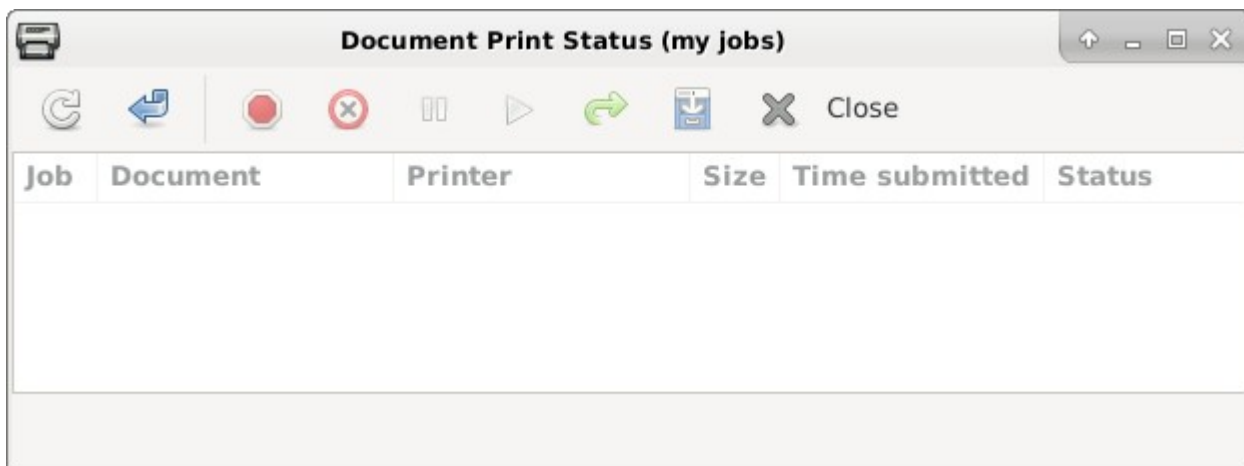 Document Print Status (my jobs)
Close
Job Document Printer Size Time submitted Status